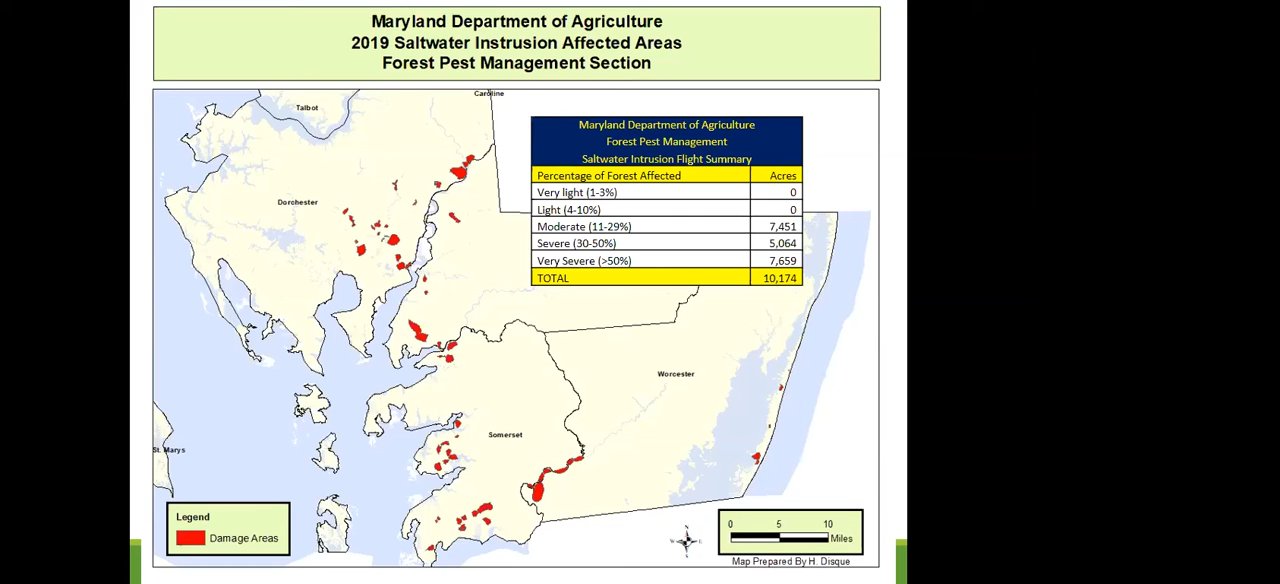 Maryland Department of Agriculture
2019 Saltwater Instrusion Affected Areas
Forest Pest Management Section
Caroline
Talbot
Maryland Department of Agriculture
Forest Pest Management
Saltwater Intrusion Flight Summary
Percentage of Forest Affected Acres
Very light (1-3%) 0
Light (4-10%) 0
Moderate (11-29%) 7,451
Severe (30-50%) 5,064
Very Severe (>50%) 7,659
TOTAL 10,174
Dorchester
Worcester
Somerset
St. Marys
Legend
Damage Areas
N
W E
S
0 5 10
Miles
Map Prepared By H. Disque